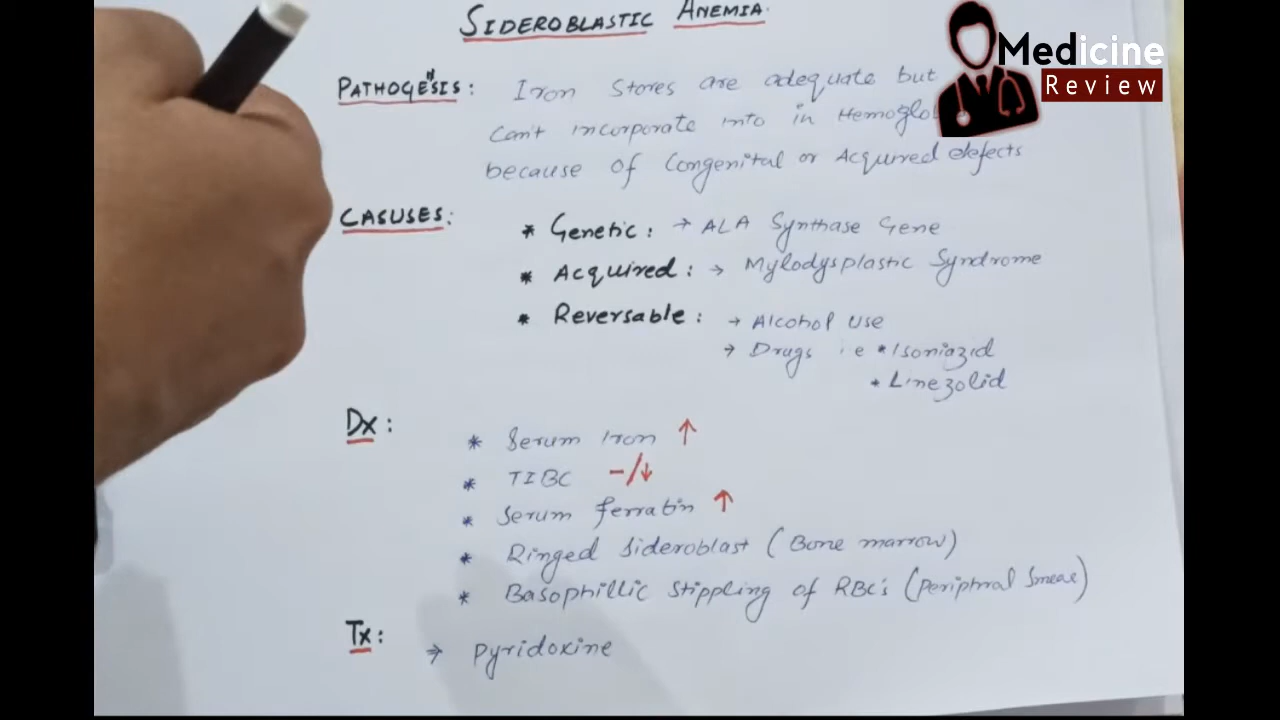 SIDEROBLASTIC ANEMIA.
Medicine
Review
PATHOGESIS: Iron Stores are adequate but
n
Can't incorporate into in Hemoglo
because of Congenital or Acquired defects
CASUSES:
* Genetic: → ALA Synthase Gene
* Acquired: → Mylodysplastic Syndrome
* Reversable: → Alcohol Use
→ Drugs i.e * Isoniazid
* Linezolid
Dx:
* Serum Iron ↑
* TIBC -/↓
* Serum ferratin ↑
* Ringed Sideroblast (Bone marrow)
* Basophillic Stippling of RBC's (Periphral Smear)
Tx:
→ Pyridoxine